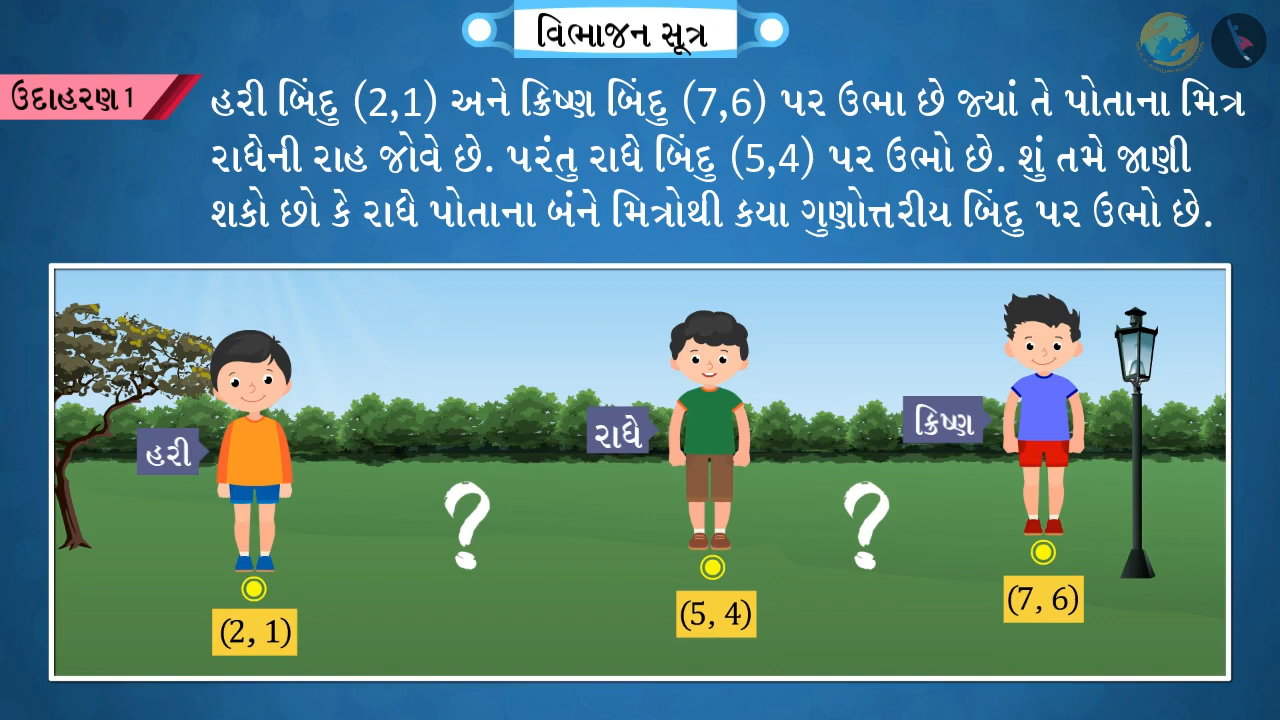 વિભાજન સૂત્ર
ઉદાહરણ 1
હરી બિંદુ (2,1) અને ક્રિષ્ણ બિંદુ (7,6) પર ઉભા છે જ્યાં તે પોતાના મિત્ર
રાધેની રાહ જોવે છે. પરંતુ રાધે બિંદુ (5,4) પર ઉભો છે. શું તમે જાણી
શકો છો કે રાધે પોતાના બંને મિત્રોથી કયા ગુણોત્તરીય બિંદુ પર ઉભો છે.
હરી
રાધે
ક્રિષ્ણ
? ?
(2, 1)
(5, 4)
(7, 6)